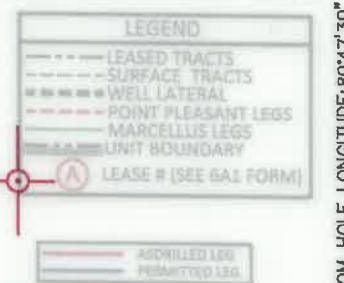 LEGEND
LEASED TRACTS
SURFACE TRACTS
WELL LATERAL
POINT PLEASANT LEGS
MARCELLUS LEGS
UNIT BOUNDARY
A LEASE # (SEE 6A1 FORM)
ASDRILLED LEG
PERMITTED LEG
OM HOLE LONGITUDE: 80°47'39"